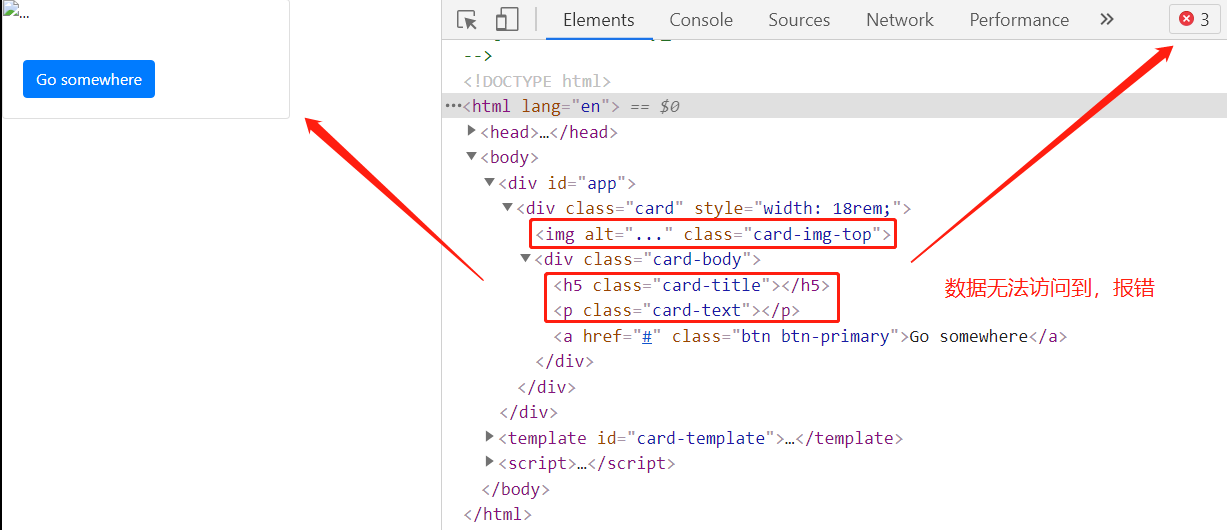 ...
Go somewhere
Elements Console Sources Network Performance » 3
-->
<!DOCTYPE html>
…<html lang="en"> == $0
<head>…</head>
<body>
<div id="app">
<div class="card" style="width: 18rem;">
<img alt="..." class="card-img-top">
<div class="card-body">
<h5 class="card-title"></h5>
<p class="card-text"></p>
<a href="#" class="btn btn-primary">Go somewhere</a>
</div>
</div>
</div>
<template id="card-template">…</template>
<script>…</script>
</body>
</html>
数据无法访问到，报错